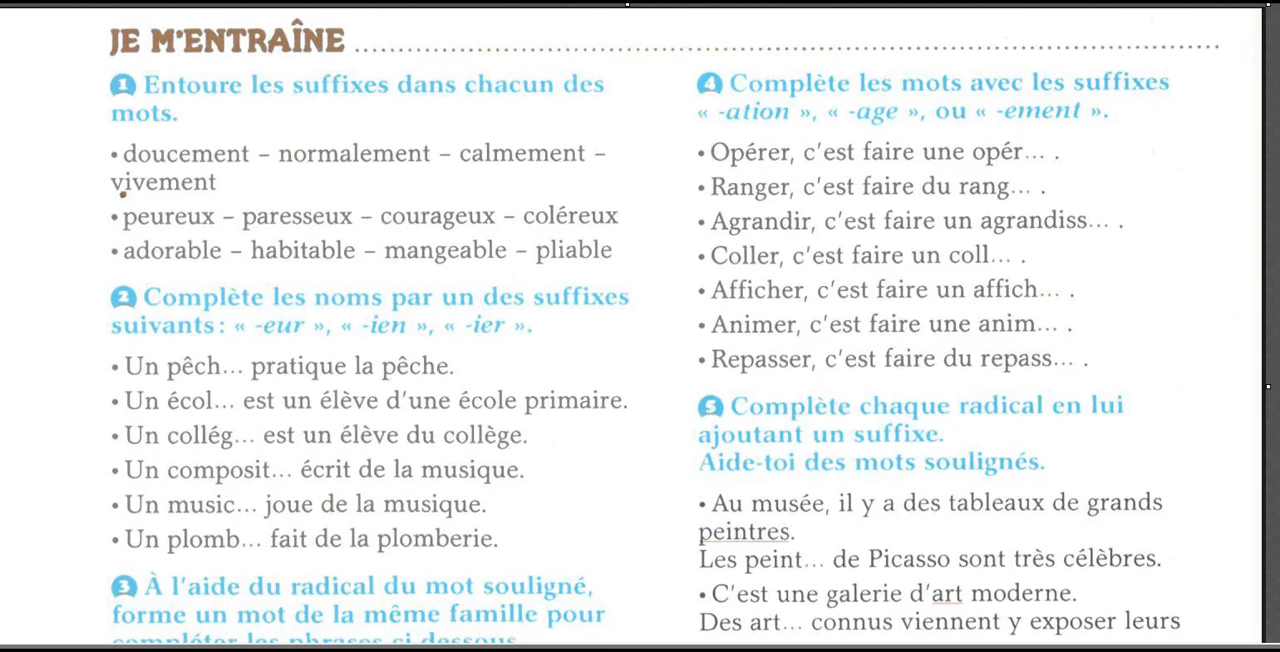 JE M'ENTRAÎNE
1 Entoure les suffixes dans chacun des
mots.
• doucement – normalement – calmement –
vivement
• peureux – paresseux – courageux – coléreux
• adorable – habitable – mangeable – pliable
2 Complète les noms par un des suffixes
suivants : « -eur », « -ien », « -ier ».
• Un pêch... pratique la pêche.
• Un écol... est un élève d'une école primaire.
• Un collég... est un élève du collège.
• Un composit... écrit de la musique.
• Un music... joue de la musique.
• Un plomb... fait de la plomberie.
3 À l'aide du radical du mot souligné,
forme un mot de la même famille pour
compléter les phrases ci-dessous.
4 Complète les mots avec les suffixes
« -ation », « -age », ou « -ement ».
• Opérer, c'est faire une opér... .
• Ranger, c'est faire du rang... .
• Agrandir, c'est faire un agrandiss... .
• Coller, c'est faire un coll... .
• Afficher, c'est faire un affich... .
• Animer, c'est faire une anim... .
• Repasser, c'est faire du repass... .
5 Complète chaque radical en lui
ajoutant un suffixe.
Aide-toi des mots soulignés.
• Au musée, il y a des tableaux de grands
peintres.
Les peint... de Picasso sont très célèbres.
• C'est une galerie d'art moderne.
Des art... connus viennent y exposer leurs